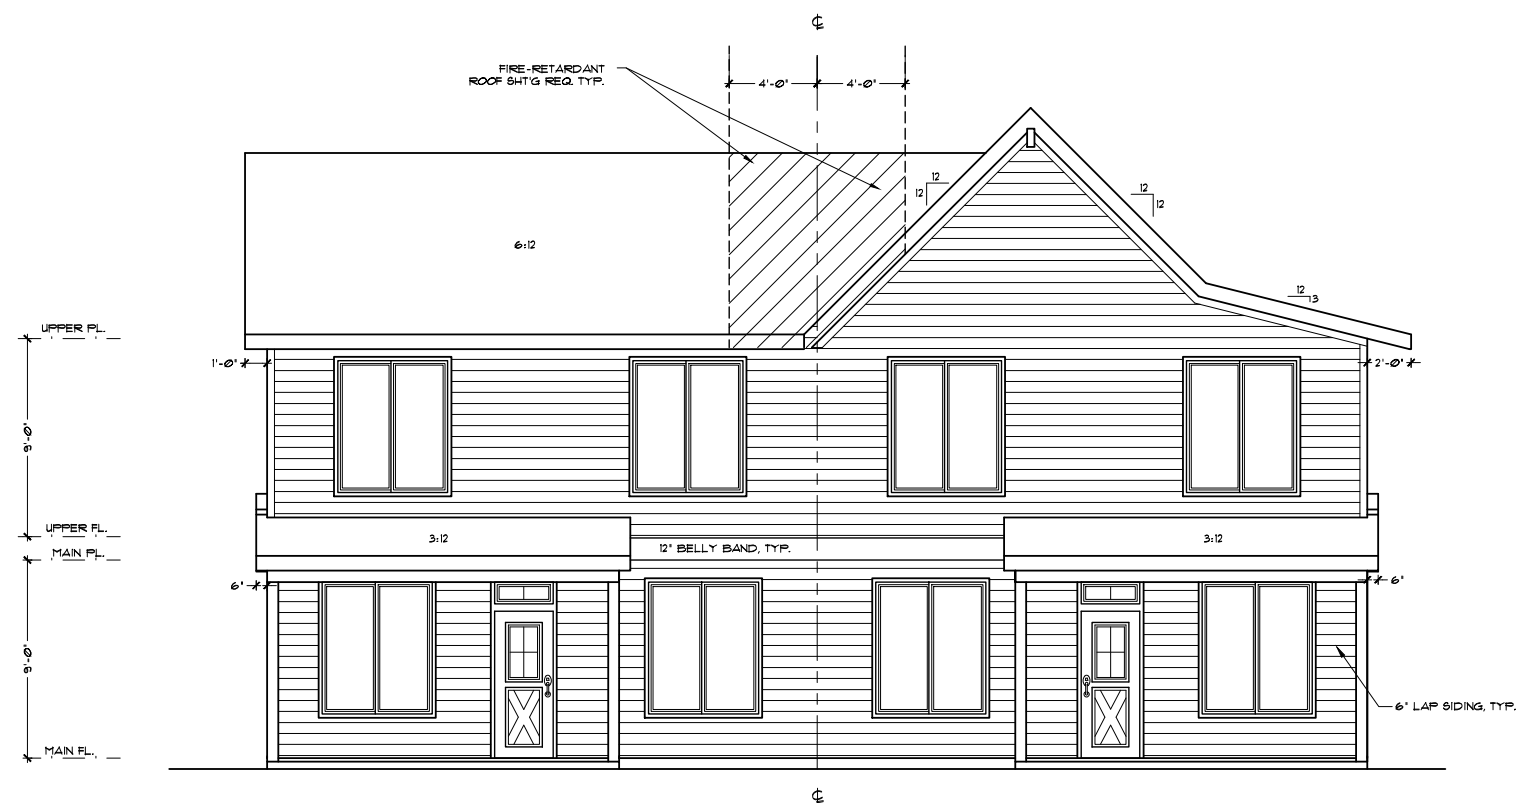 ℄
FIRE-RETARDANT
ROOF SHT'G REQ. TYP.
4'-0" 4'-0"
12
12
12
12
6:12
12
3
UPPER PL.
1'-0"
2'-0"
9'-0"
UPPER FL.
3:12
3:12
MAIN PL.
12" BELLY BAND, TYP.
6"
6"
9'-0"
6" LAP SIDING, TYP.
MAIN FL.
℄